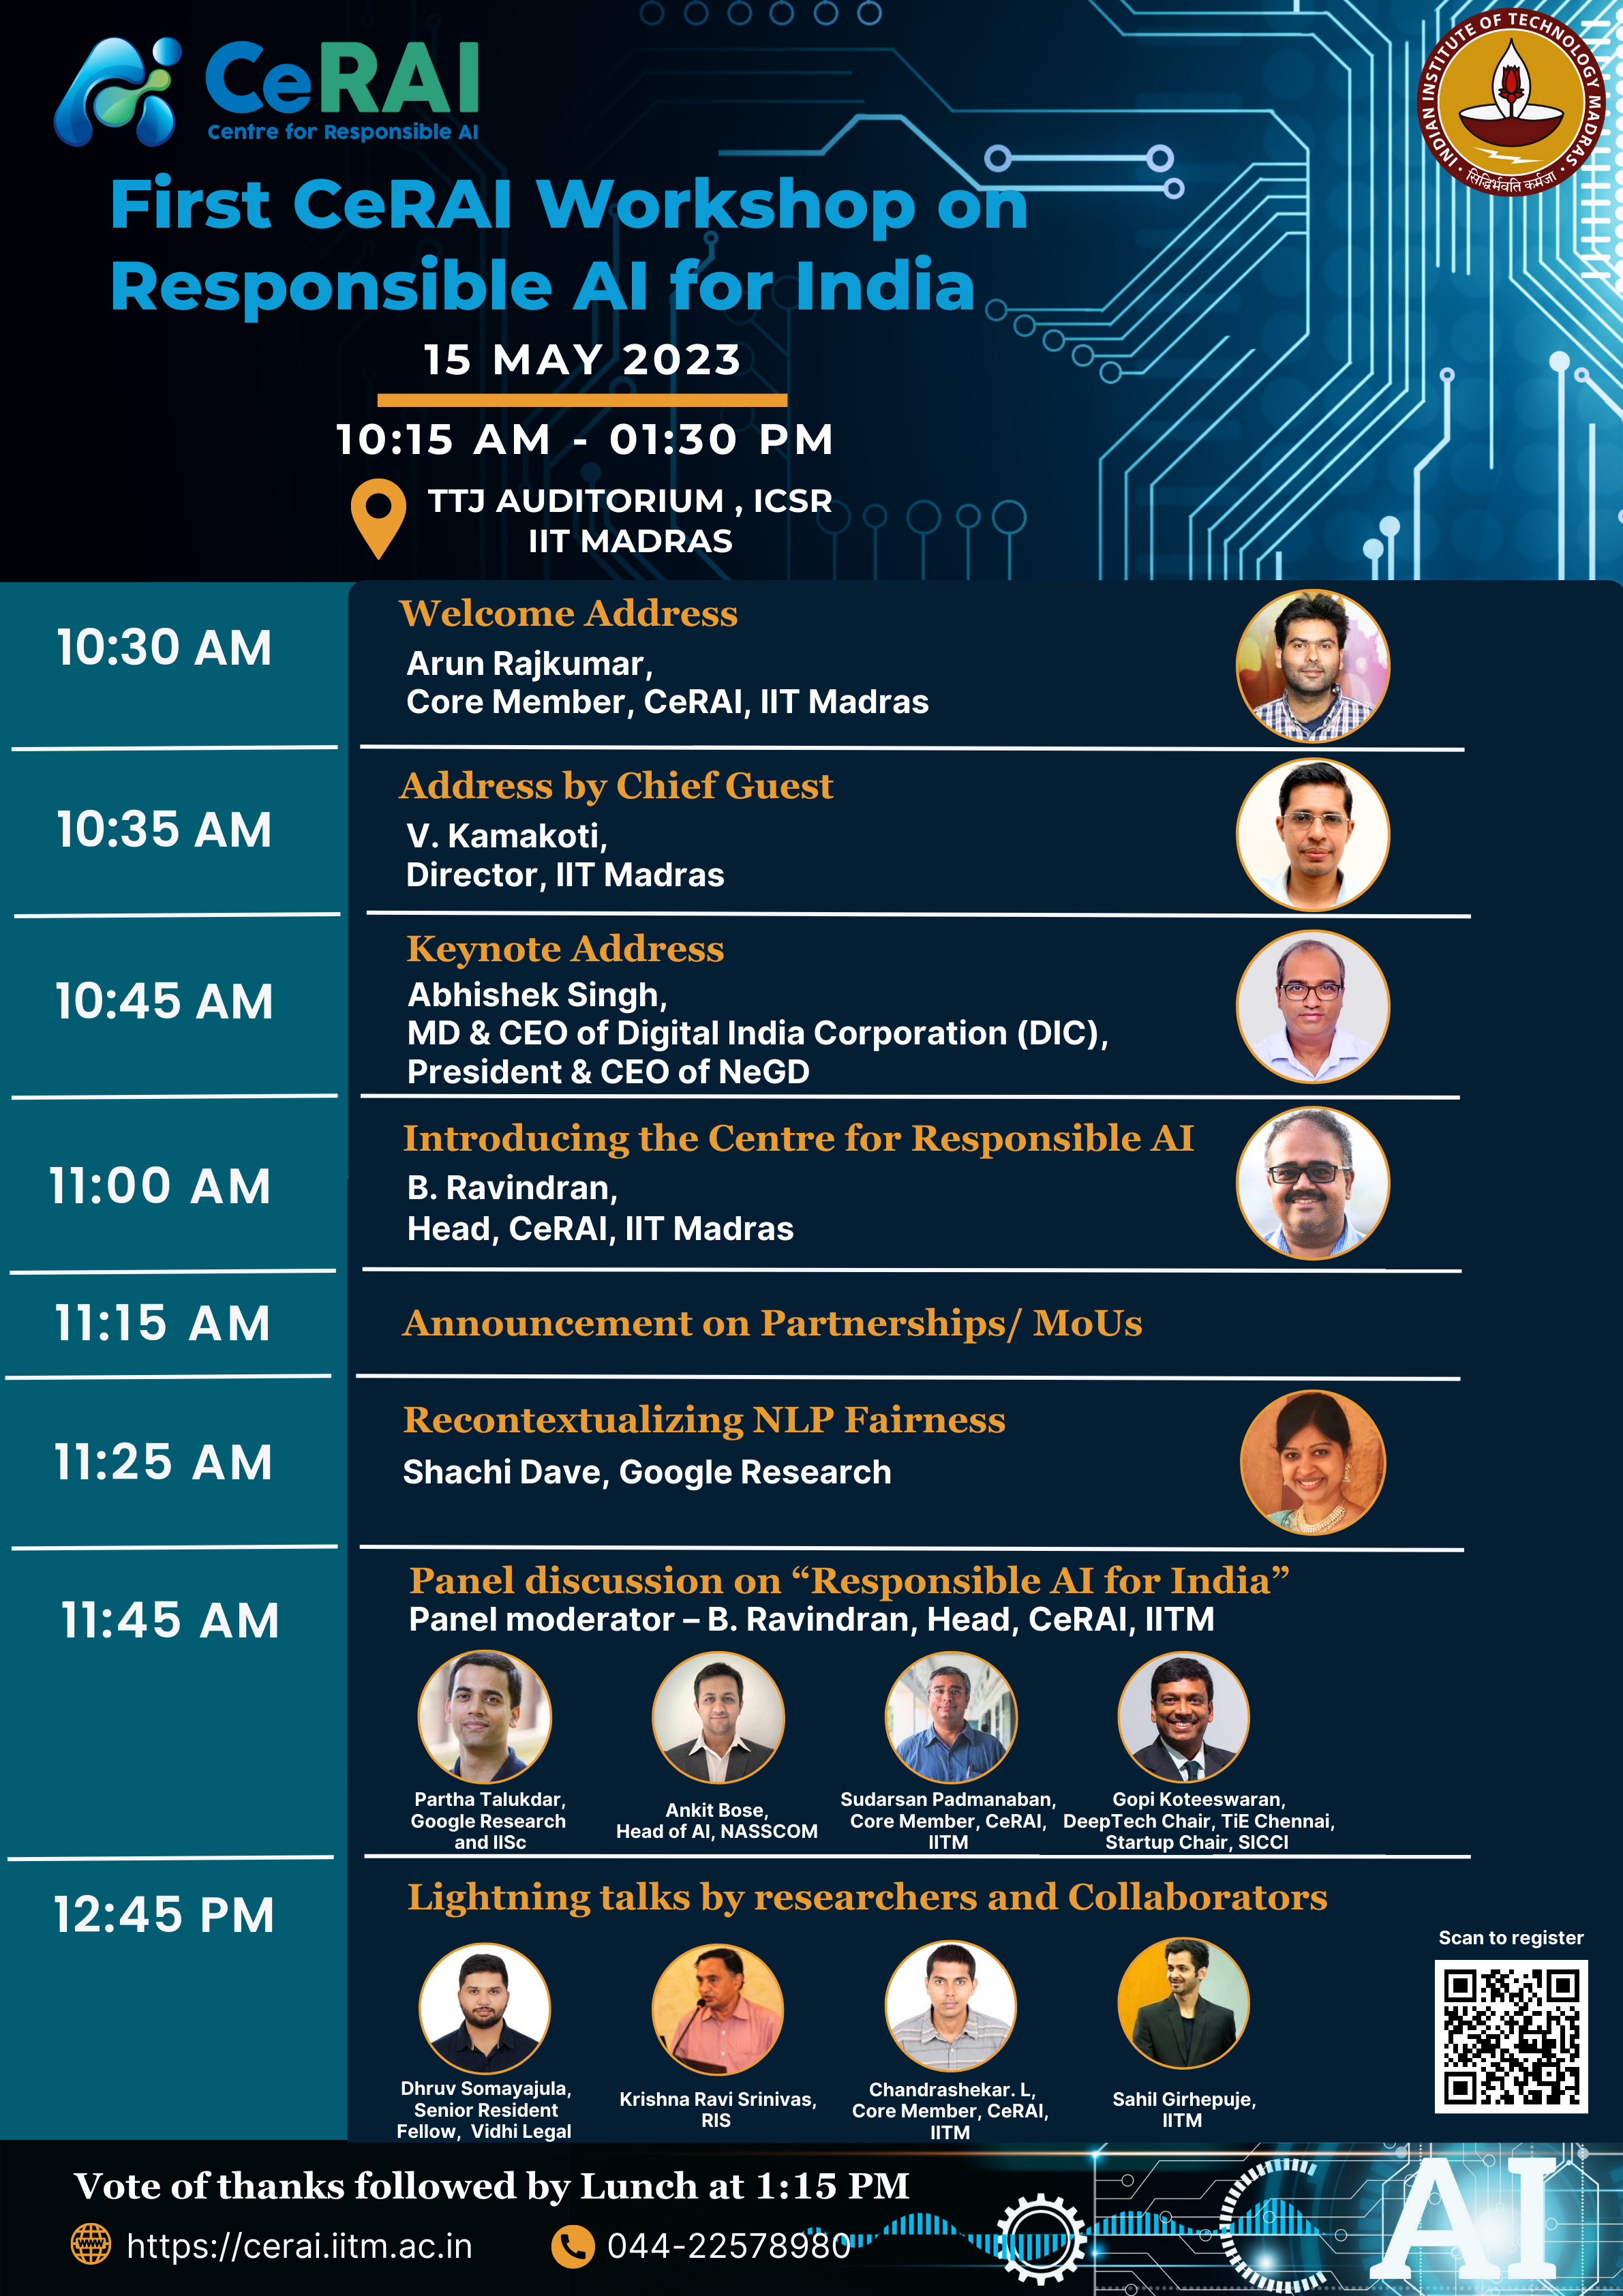 CeRAI
Centre for Responsible AI
INDIAN INSTITUTE OF TECHNOLOGY MADRAS
सिद्धिर्भवति कर्मजा
First CeRAI Workshop on
Responsible AI for India
15 MAY 2023
10:15 AM - 01:30 PM
TTJ AUDITORIUM , ICSR
IIT MADRAS
10:30 AM
Welcome Address
Arun Rajkumar,
Core Member, CeRAI, IIT Madras
10:35 AM
Address by Chief Guest
V. Kamakoti,
Director, IIT Madras
10:45 AM
Keynote Address
Abhishek Singh,
MD & CEO of Digital India Corporation (DIC),
President & CEO of NeGD
11:00 AM
Introducing the Centre for Responsible AI
B. Ravindran,
Head, CeRAI, IIT Madras
11:15 AM
Announcement on Partnerships/ MoUs
11:25 AM
Recontextualizing NLP Fairness
Shachi Dave, Google Research
11:45 AM
Panel discussion on “Responsible AI for India”
Panel moderator – B. Ravindran, Head, CeRAI, IITM
Partha Talukdar,
Google Research
and IISc
Ankit Bose,
Head of AI, NASSCOM
Sudarsan Padmanaban,
Core Member, CeRAI,
IITM
Gopi Koteeswaran,
DeepTech Chair, TiE Chennai,
Startup Chair, SICCI
12:45 PM
Lightning talks by researchers and Collaborators
Dhruv Somayajula,
Senior Resident
Fellow, Vidhi Legal
Krishna Ravi Srinivas,
RIS
Chandrashekar. L,
Core Member, CeRAI,
IITM
Sahil Girhepuje,
IITM
Scan to register
Vote of thanks followed by Lunch at 1:15 PM
WWW
https://cerai.iitm.ac.in
044-22578980
AI